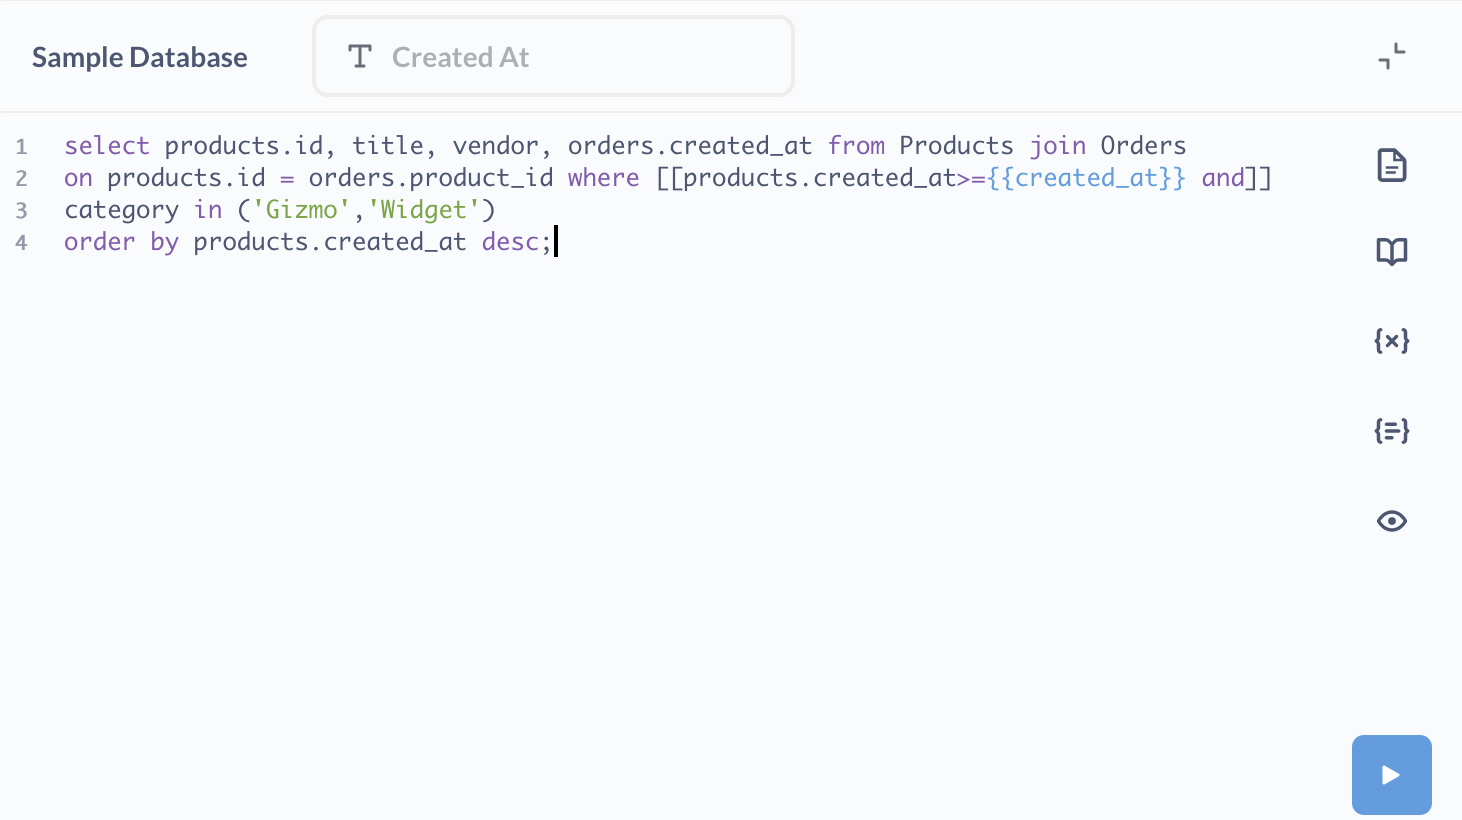 Sample Database
Created At
1 select products.id, title, vendor, orders.created_at from Products join Orders
2 on products.id = orders.product_id where [[products.created_at>={{created_at}} and]]
3 category in ('Gizmo','Widget')
4 order by products.created_at desc;